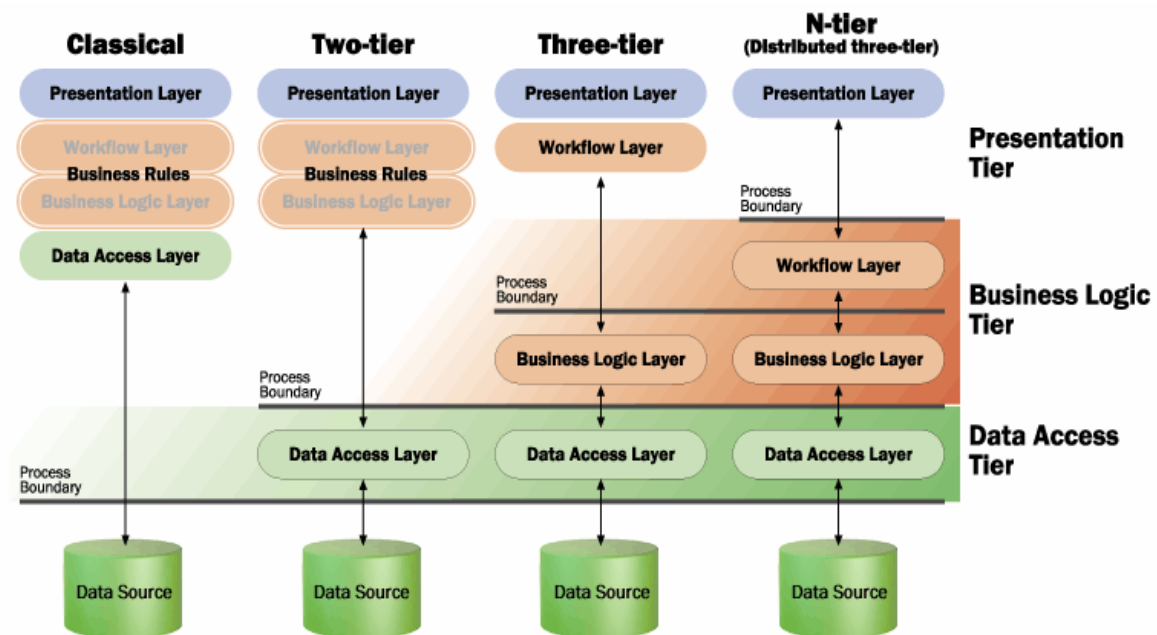 Classical
Two-tier
Three-tier
N-tier
(Distributed three-tier)
Presentation Layer
Presentation Layer
Presentation Layer
Presentation Layer
Workflow Layer
Business Rules
Business Logic Layer
Workflow Layer
Business Rules
Business Logic Layer
Workflow Layer
Presentation
Tier
Process
Boundary
Data Access Layer
Workflow Layer
Process
Boundary
Business Logic
Tier
Business Logic Layer
Business Logic Layer
Process
Boundary
Data Access Layer
Data Access Layer
Data Access Layer
Data Access
Tier
Process
Boundary
Data Source
Data Source
Data Source
Data Source